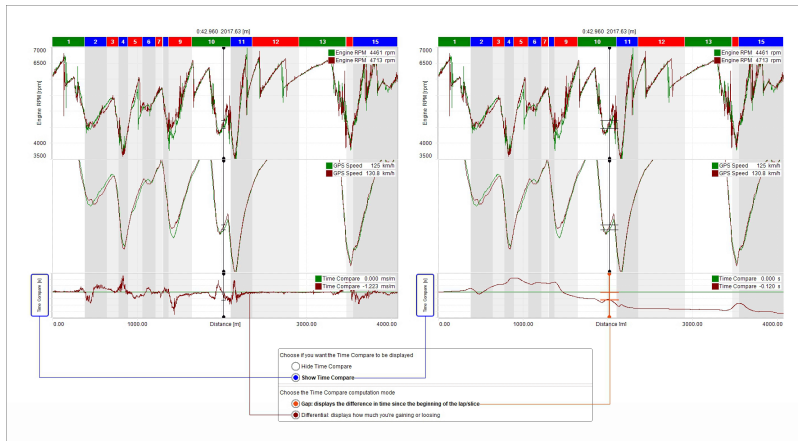 0:42.960 2017.63 [m]
1 2 3 4 5 6 7 9 10 11 12 13 15
7000
6500
4000
3500
Engine RPM [rpm]
Engine RPM 4461 rpm
Engine RPM 4713 rpm
GPS Speed 125 km/h
GPS Speed 130.8 km/h
Time Compare [s]
Time Compare 0.000 ms/m
Time Compare -1.223 ms/m
0.00 1000.00 Distance [m] 3000.00 4000.00
0:42.960 2017.63 [m]
1 2 3 4 5 6 7 9 10 11 12 13 15
7000
6500
4000
3500
Engine RPM [rpm]
Engine RPM 4461 rpm
Engine RPM 4713 rpm
GPS Speed 125 km/h
GPS Speed 130.8 km/h
Time Compare [s]
Time Compare 0.000 s
Time Compare -0.120 s
0.00 1000.00 Distance [m] 3000.00 4000.00
Choose if you want the Time Compare to be displayed
Hide Time Compare
Show Time Compare
Choose the Time Compare computation mode
Gap: displays the difference in time since the beginning of the lap/slice
Differential: displays how much you're gaining or loosing